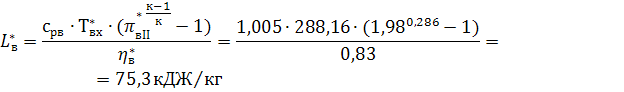 L*в = (cрв · T*вх · (π*вII^((к−1)/к) − 1)) / η*в = (1,005 · 288,16 · (1,98^0,286 − 1)) / 0,83 =
= 75,3 кДЖ/кг